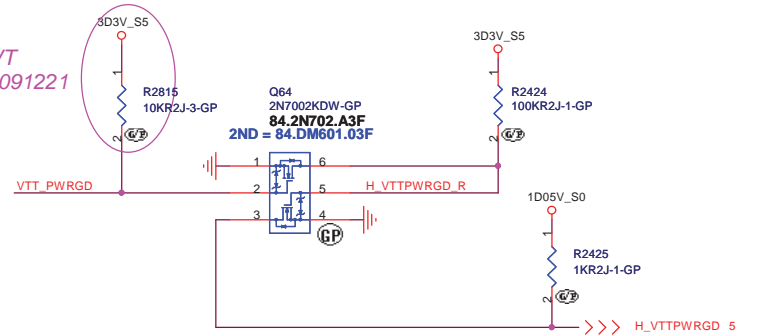 3D3V_S5
3D3V_S5
VT
091221
1
R2815
10KR2J-3-GP
2
G/P
Q64
2N7002KDW-GP
84.2N702.A3F
2ND = 84.DM601.03F
1
R2424
100KR2J-1-GP
2
G/P
1
6
VTT_PWRGD
2
5
H_VTTPWRGD_R
3
4
GP
1D05V_S0
1
R2425
1KR2J-1-GP
2
G/P
H_VTTPWRGD 5